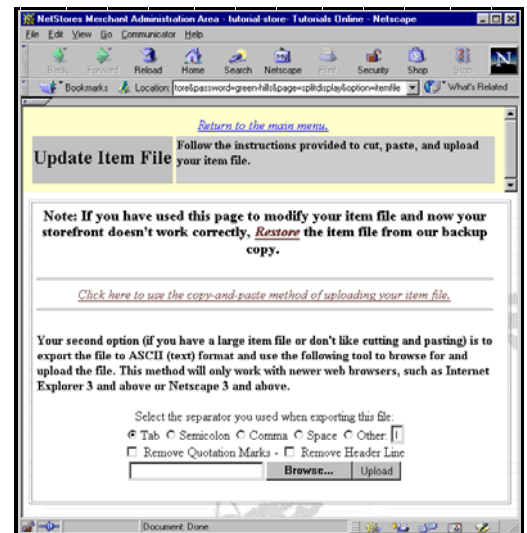 NetStores Merchant Administration Area - tutorial-store- Tutorials Online - Netscape
File Edit View Go Communicator Help
Back Forward Reload Home Search Netscape Print Security Shop Stop
Bookmarks Location: tore&password=green-hills&page=splitdisplay&option=itemfile What's Related
Return to the main menu.
Update Item File
Follow the instructions provided to cut, paste, and upload
your item file.
Note: If you have used this page to modify your item file and now your
storefront doesn't work correctly, Restore the item file from our backup
copy.
Click here to use the copy-and-paste method of uploading your item file.
Your second option (if you have a large item file or don't like cutting and pasting) is to
export the file to ASCII (text) format and use the following tool to browse for and
upload the file. This method will only work with newer web browsers, such as Internet
Explorer 3 and above or Netscape 3 and above.
Select the separator you used when exporting this file:
Tab Semicolon Comma Space Other:
Remove Quotation Marks - Remove Header Line
Browse... Upload
Document: Done